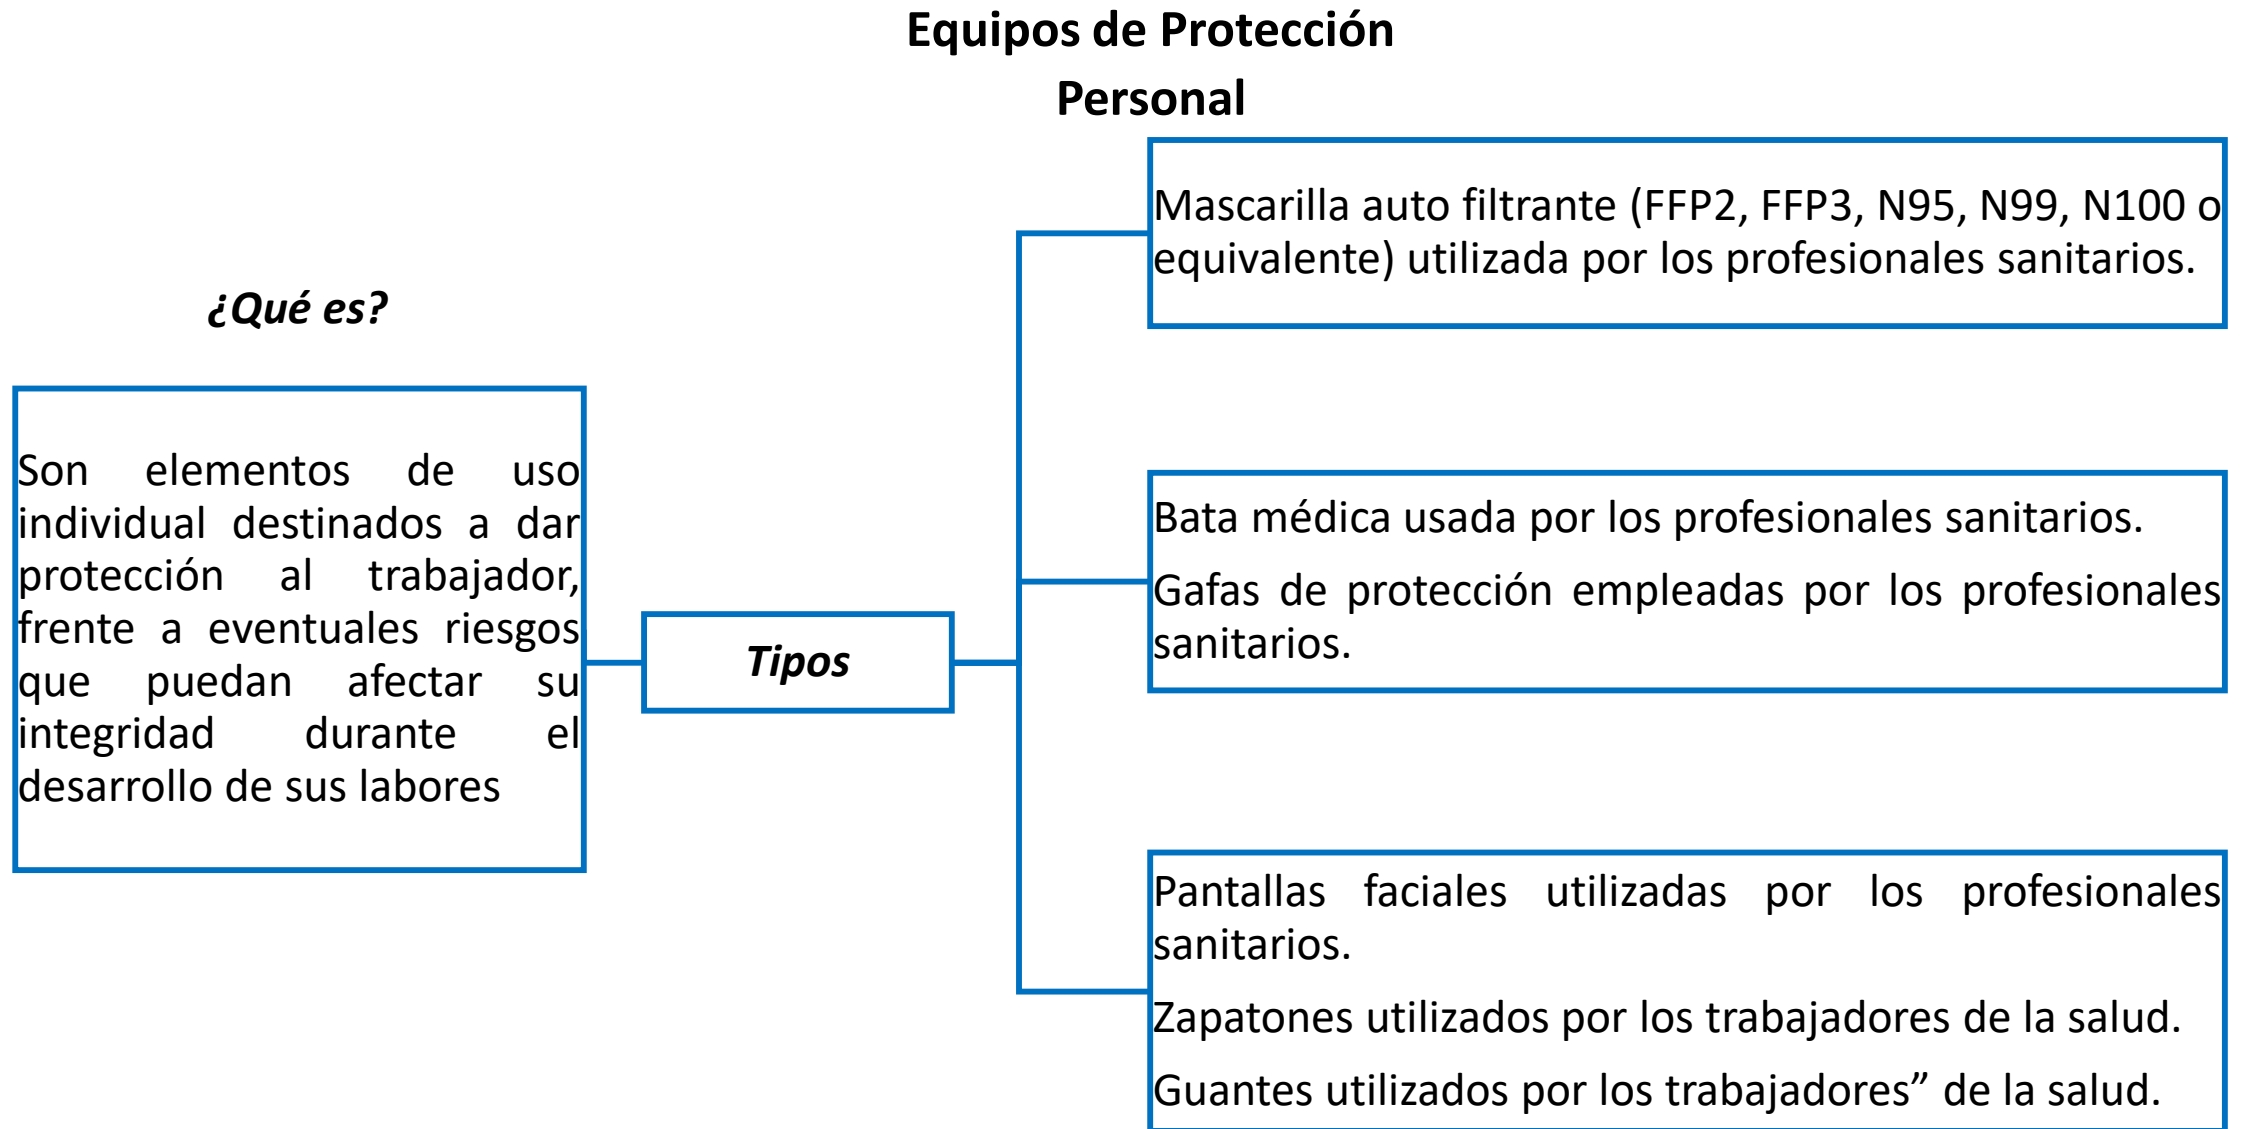 Equipos de Protección
Personal
¿Qué es?
Son elementos de uso
individual destinados a dar
protección al trabajador,
frente a eventuales riesgos
que puedan afectar su
integridad durante el
desarrollo de sus labores
Tipos
Mascarilla auto filtrante (FFP2, FFP3, N95, N99, N100 o
equivalente) utilizada por los profesionales sanitarios.
Bata médica usada por los profesionales sanitarios.
Gafas de protección empleadas por los profesionales
sanitarios.
Pantallas faciales utilizadas por los profesionales
sanitarios.
Zapatones utilizados por los trabajadores de la salud.
Guantes utilizados por los trabajadores” de la salud.